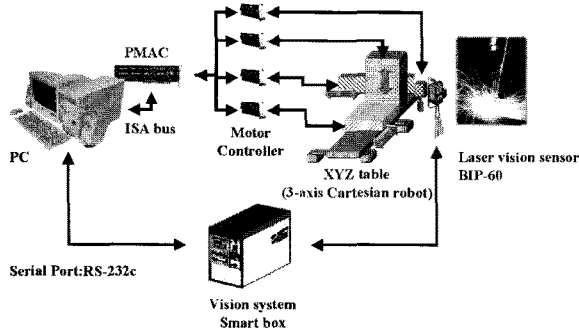 PMAC
ISA bus
PC
Motor
Controller
XYZ table
(3-axis Cartesian robot)
Laser vision sensor
BIP-60
Serial Port:RS-232c
Vision system
Smart box